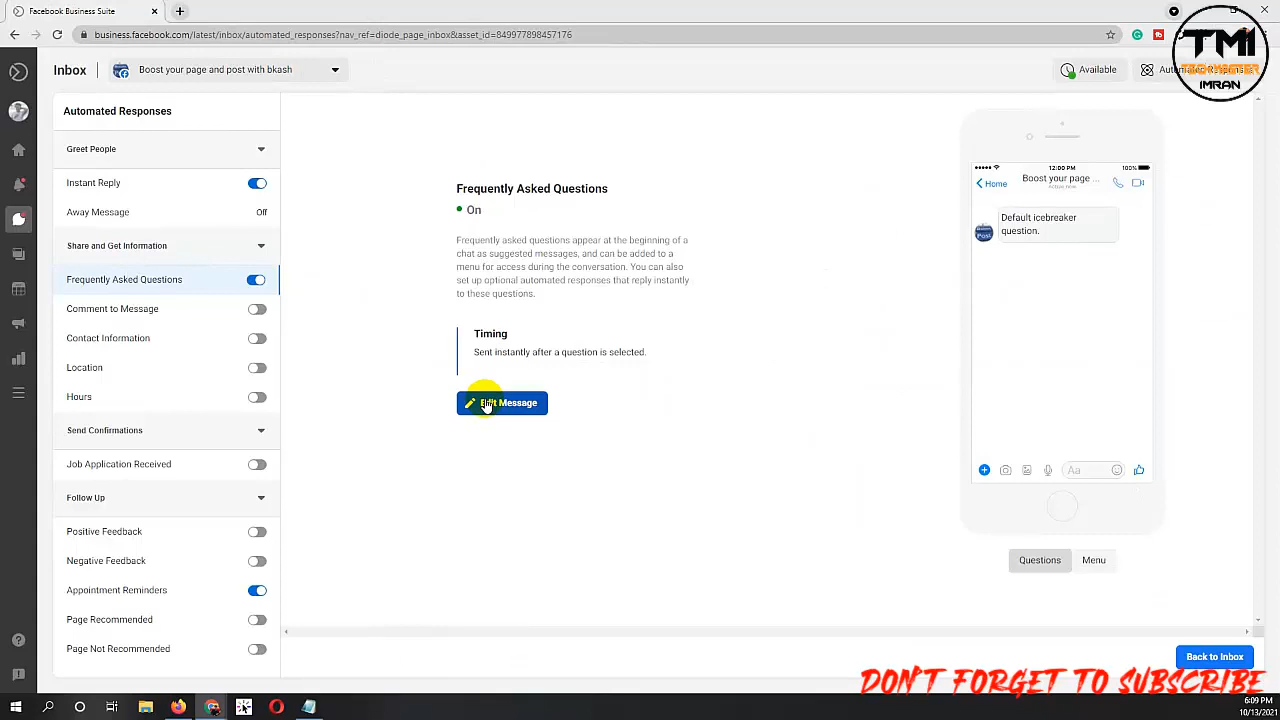 Facebook Business Suite
business.facebook.com/latest/inbox/automated_responses?nav_ref=diode_page_inbox&asset_id=849977898457176
Inbox
Boost your page and post with bkash
Available
TMI
TECHMASTER
IMRAN
Automated Responses
Greet People
Instant Reply
Away Message
Off
Share and Get Information
Frequently Asked Questions
Comment to Message
Contact Information
Location
Hours
Send Confirmations
Job Application Received
Follow Up
Positive Feedback
Negative Feedback
Appointment Reminders
Page Recommended
Page Not Recommended
Frequently Asked Questions
On
Frequently asked questions appear at the beginning of a
chat as suggested messages, and can be added to a
menu for access during the conversation. You can also
set up optional automated responses that reply instantly
to these questions.
Timing
Sent instantly after a question is selected.
Edit Message
12:00 PM
100%
Home
Boost your page ...
Active now
Default icebreaker
question.
Aa
Questions
Menu
Back to Inbox
DON'T FORGET TO SUBSCRIBE
6:09 PM
10/13/2021